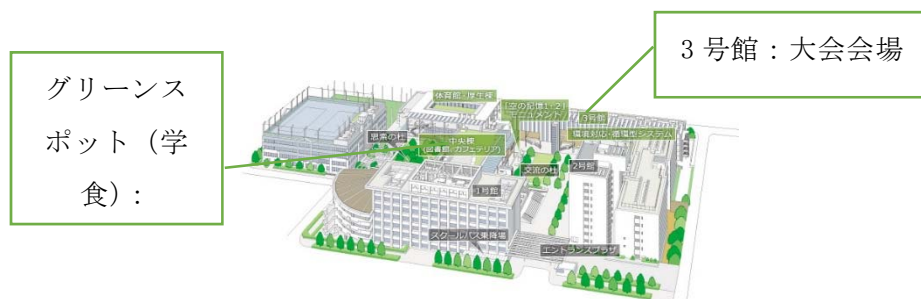 グリーンス
ポット（学
食）:
3 号館：大会会場
体育館・厚生棟
「空の記憶1・2」
モニュメント
3号館
環境対応・循環型システム
思索の杜
中央棟
(図書館・カフェテリア)
交流の杜
2号館
1号館
スクールバス乗降場
エントランスプラザ